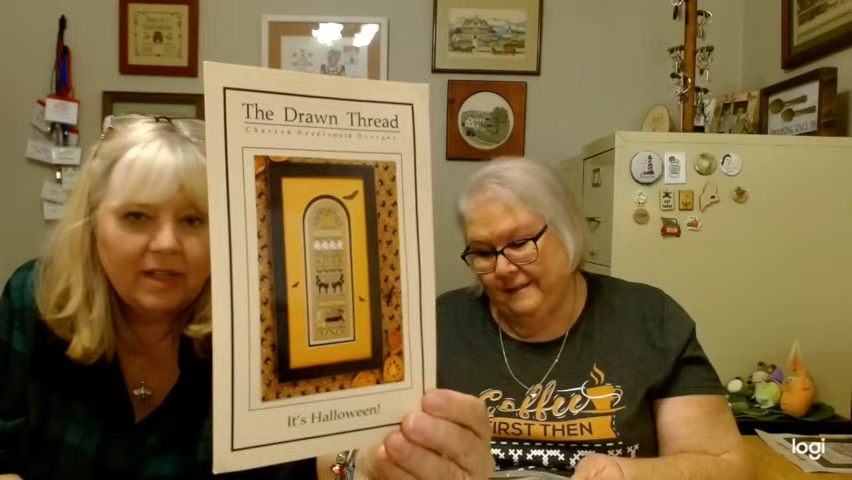 The Drawn Thread
Charted Needlework Designs
It's Halloween!
Coffee
FIRST THEN
logi